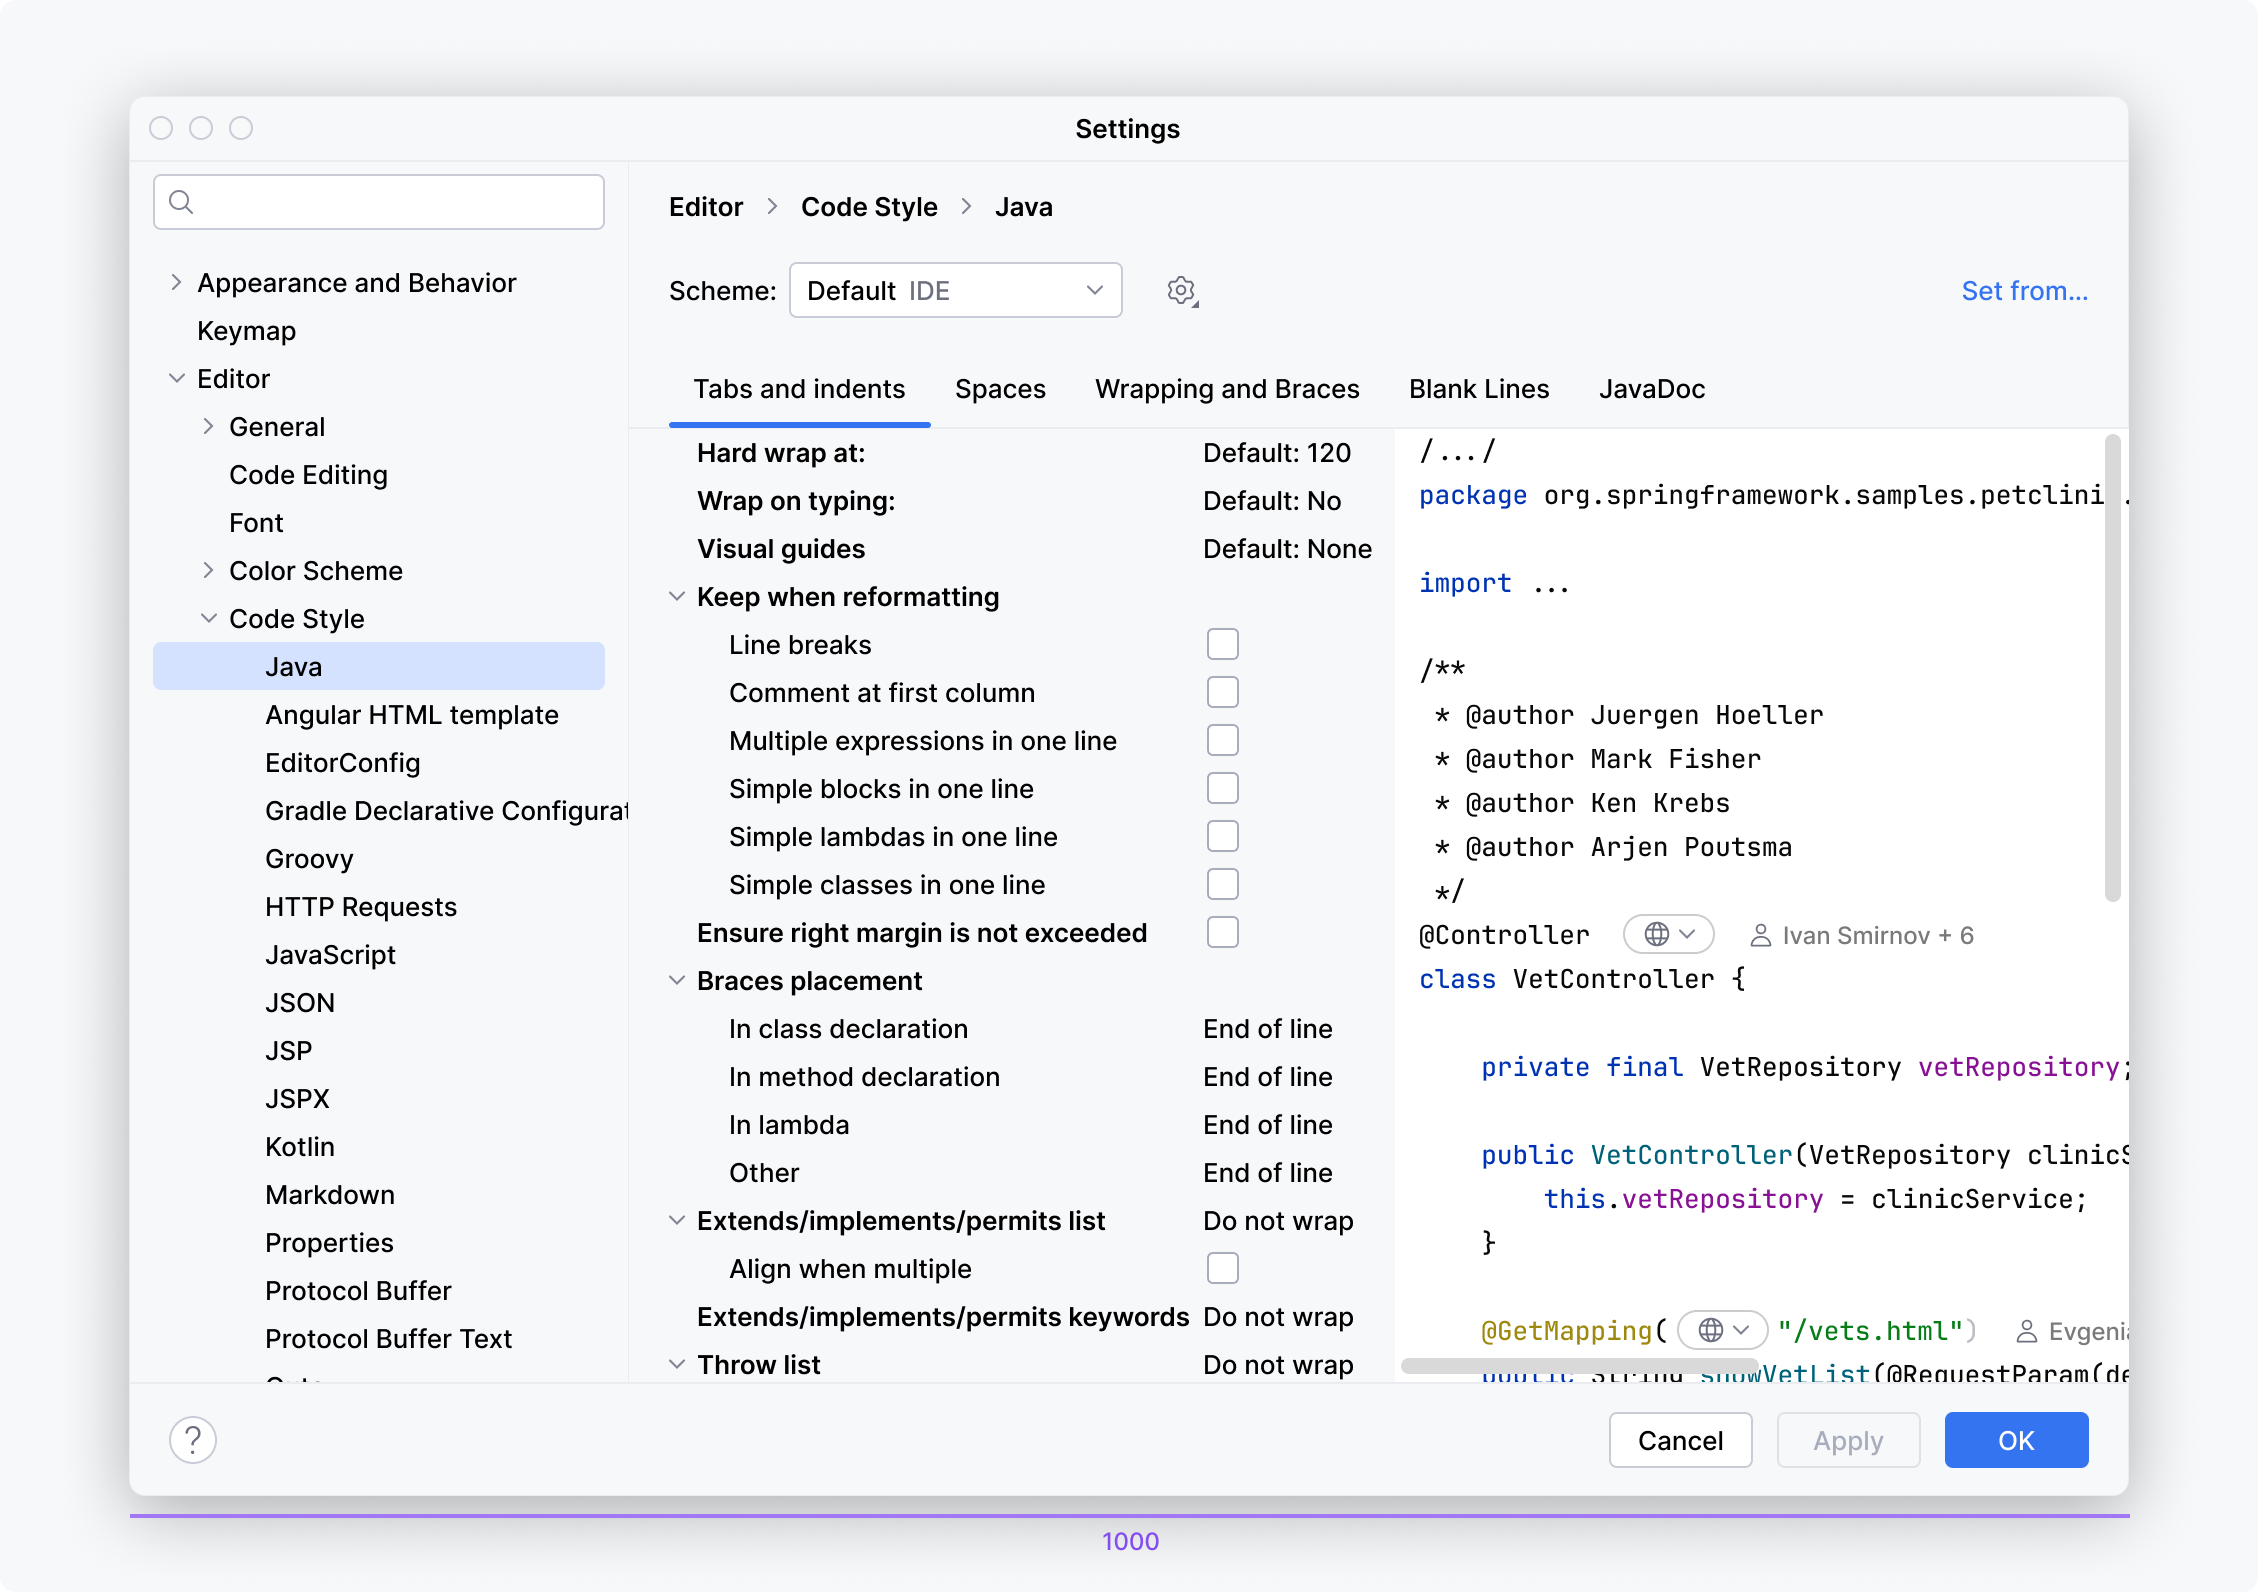 Settings
Appearance and Behavior
Keymap
Editor
General
Code Editing
Font
Color Scheme
Code Style
Java
Angular HTML template
EditorConfig
Gradle Declarative Configurat
Groovy
HTTP Requests
JavaScript
JSON
JSP
JSPX
Kotlin
Markdown
Properties
Protocol Buffer
Protocol Buffer Text
Editor > Code Style > Java
Scheme: Default IDE
Set from...
Tabs and indents Spaces Wrapping and Braces Blank Lines JavaDoc
Hard wrap at: Default: 120
Wrap on typing: Default: No
Visual guides Default: None
Keep when reformatting
Line breaks
Comment at first column
Multiple expressions in one line
Simple blocks in one line
Simple lambdas in one line
Simple classes in one line
Ensure right margin is not exceeded
Braces placement
In class declaration End of line
In method declaration End of line
In lambda End of line
Other End of line
Extends/implements/permits list Do not wrap
Align when multiple
Extends/implements/permits keywords Do not wrap
Throw list Do not wrap
/.../
package org.springframework.samples.petclini .
import ...
/**
* @author Juergen Hoeller
* @author Mark Fisher
* @author Ken Krebs
* @author Arjen Poutsma
*/
@Controller Ivan Smirnov + 6
class VetController {
private final VetRepository vetRepository;
public VetController(VetRepository clinicS
this.vetRepository = clinicService;
}
@GetMapping( "/vets.html") Evgenia
public String showVetList(@RequestParam(de
?
Cancel Apply OK
1000